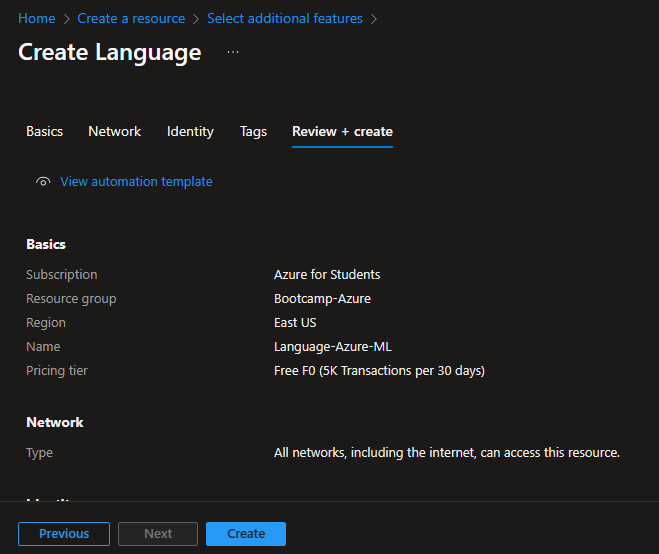 Home > Create a resource > Select additional features >
Create Language ...
Basics Network Identity Tags Review + create
View automation template
Basics
Subscription Azure for Students
Resource group Bootcamp-Azure
Region East US
Name Language-Azure-ML
Pricing tier Free F0 (5K Transactions per 30 days)
Network
Type All networks, including the internet, can access this resource.
Previous Next Create